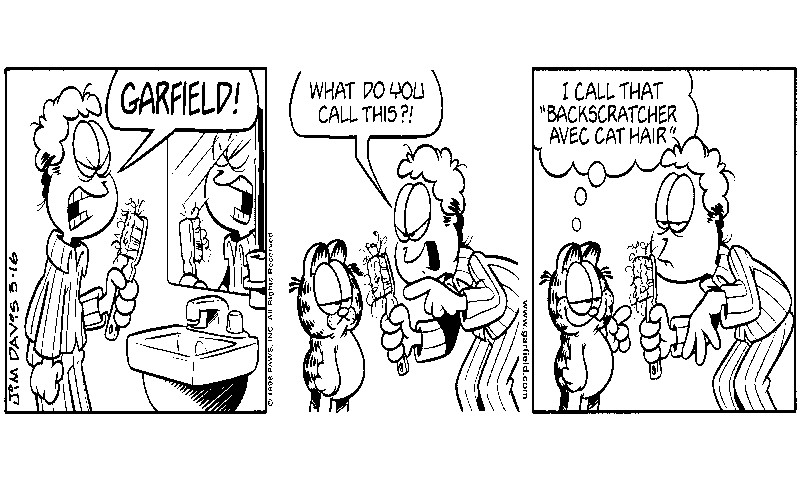 GARFIELD!
JIM DAVIS 3-16
WHAT DO YOU
CALL THIS?!
© 1998 PAWS, INC. All Rights Reserved
I CALL THAT
"BACKSCRATCHER
AVEC CAT HAIR".
www.garfield.com